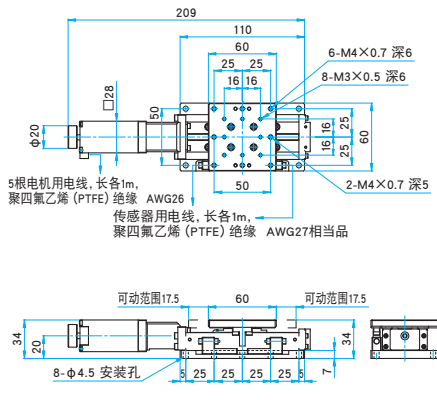 209
110
60
25 25
16 16
6-M4×0.7 深6
8-M3×0.5 深6
□28
φ20
50
16
16
25
25
60
50
2-M4×0.7 深5
5根电机用电线, 长各1m,
聚四氟乙烯 (PTFE) 绝缘 AWG26
传感器用电线, 长各1m,
聚四氟乙烯 (PTFE) 绝缘 AWG27相当品
可动范围17.5 60 可动范围17.5
34
20
34
7
8-φ4.5 安装孔
5 25 25 25 25 5